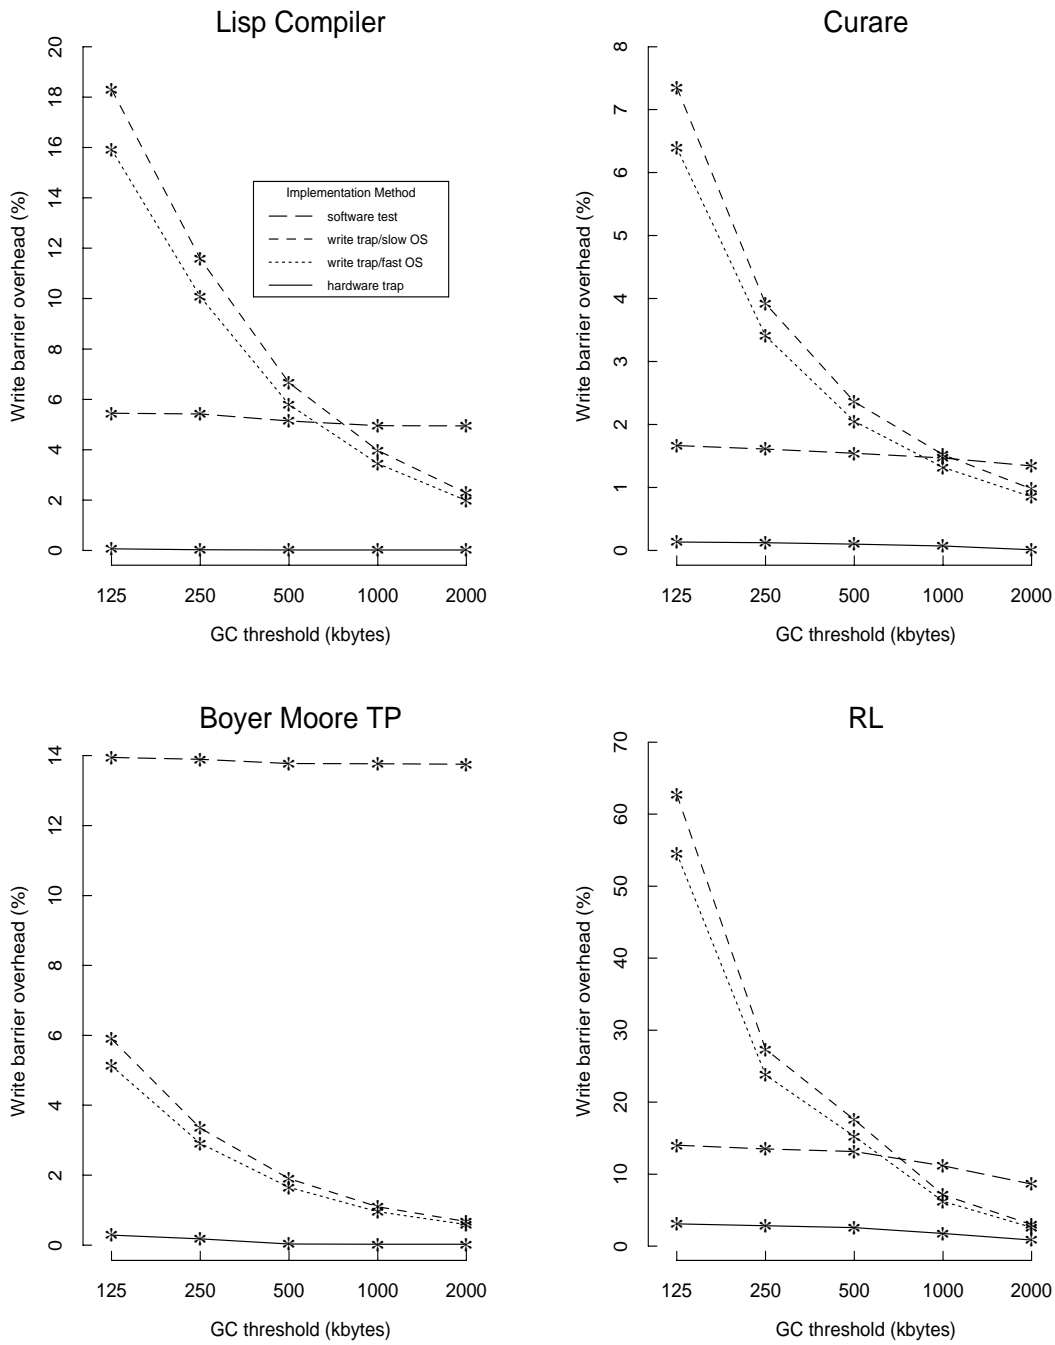 Lisp Compiler
Write barrier overhead (%)
20
18
16
14
12
10
8
6
4
2
0
Implementation Method
software test
write trap/slow OS
write trap/fast OS
hardware trap
125 250 500 1000 2000
GC threshold (kbytes)
Curare
Write barrier overhead (%)
8
7
6
5
4
3
2
1
0
125 250 500 1000 2000
GC threshold (kbytes)
Boyer Moore TP
Write barrier overhead (%)
14
12
10
8
6
4
2
0
125 250 500 1000 2000
GC threshold (kbytes)
RL
Write barrier overhead (%)
70
60
50
40
30
20
10
0
125 250 500 1000 2000
GC threshold (kbytes)